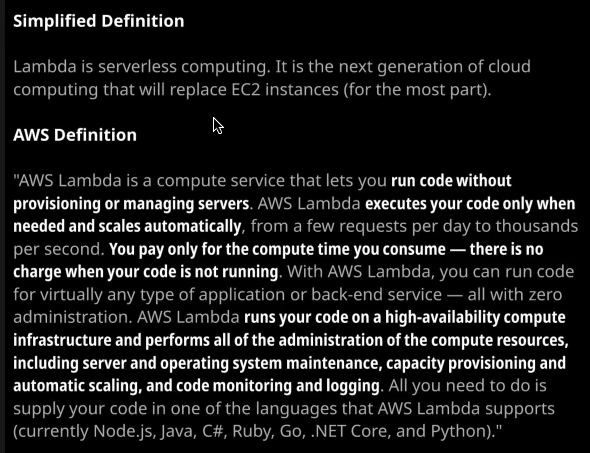 Simplified Definition
Lambda is serverless computing. It is the next generation of cloud
computing that will replace EC2 instances (for the most part).
AWS Definition
"AWS Lambda is a compute service that lets you run code without
provisioning or managing servers. AWS Lambda executes your code only when
needed and scales automatically, from a few requests per day to thousands
per second. You pay only for the compute time you consume — there is no
charge when your code is not running. With AWS Lambda, you can run code
for virtually any type of application or back-end service — all with zero
administration. AWS Lambda runs your code on a high-availability compute
infrastructure and performs all of the administration of the compute resources,
including server and operating system maintenance, capacity provisioning and
automatic scaling, and code monitoring and logging. All you need to do is
supply your code in one of the languages that AWS Lambda supports
(currently Node.js, Java, C#, Ruby, Go, .NET Core, and Python)."